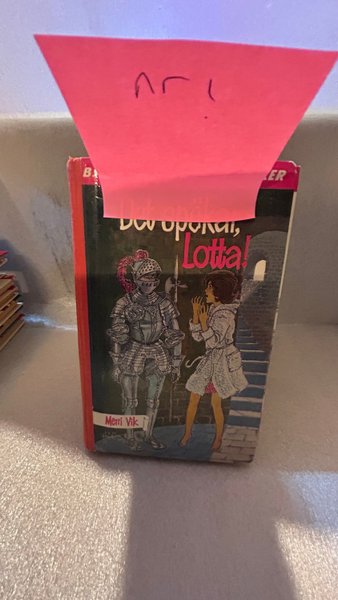 nr 1
Det spökar,
Lotta!
Merri Vik